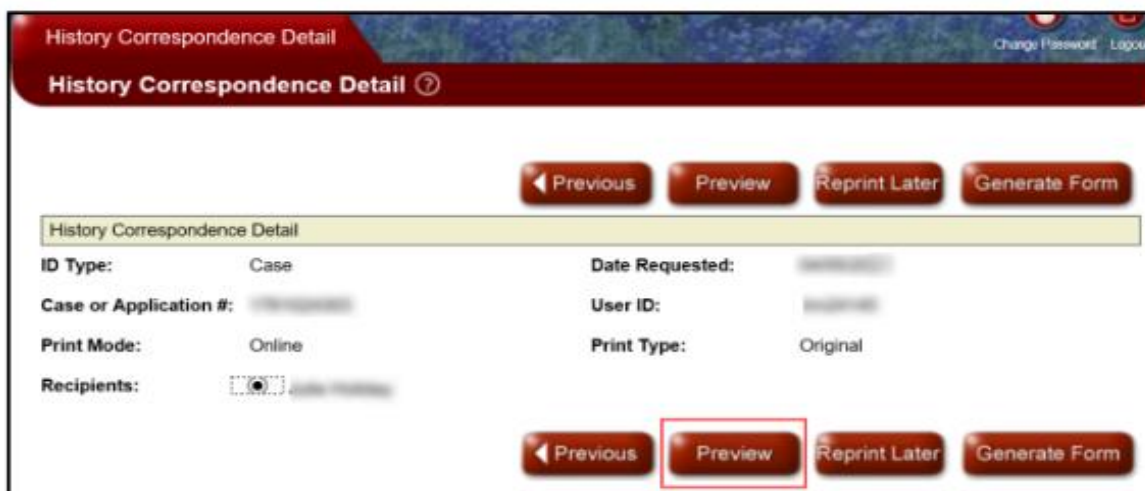 History Correspondence Detail
Change Password Logou
History Correspondence Detail ?
Previous Preview Reprint Later Generate Form
History Correspondence Detail
ID Type: Case Date Requested:
Case or Application #: User ID:
Print Mode: Online Print Type: Original
Recipients:
Previous Preview Reprint Later Generate Form